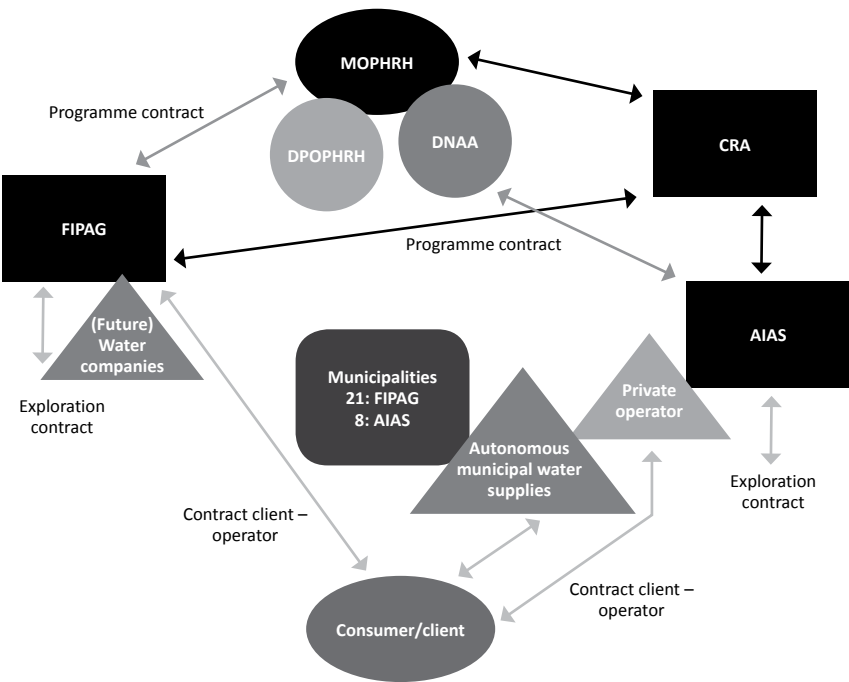 MOPHRH
Programme contract
DPOPHRH
DNAA
CRA
FIPAG
Programme contract
(Future)
Water
companies
Exploration
contract
Municipalities
21: FIPAG
8: AIAS
AIAS
Private
operator
Autonomous
municipal water
supplies
Exploration
contract
Contract client –
operator
Contract client –
operator
Consumer/client